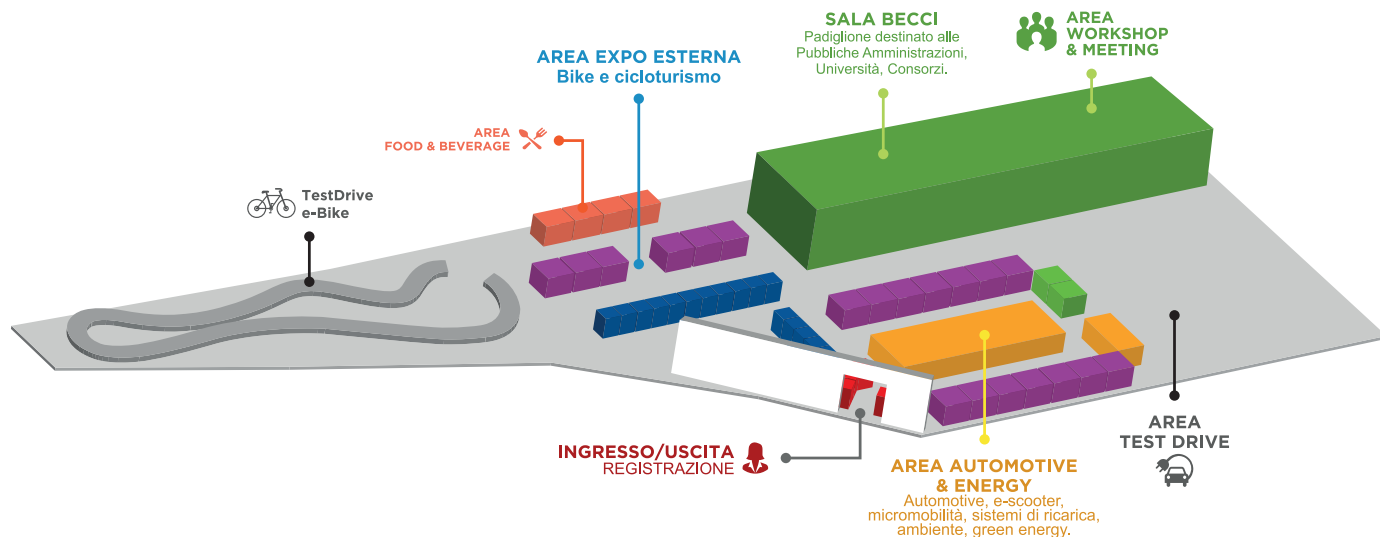 SALA BECCI
Padiglione destinato alle
Pubbliche Amministrazioni,
Università, Consorzi.
AREA
WORKSHOP
& MEETING
AREA EXPO ESTERNA
Bike e cicloturismo
AREA
FOOD & BEVERAGE
TestDrive
e-Bike
INGRESSO/USCITA
REGISTRAZIONE
AREA AUTOMOTIVE
& ENERGY
Automotive, e-scooter,
micromobilità, sistemi di ricarica,
ambiente, green energy.
AREA
TEST DRIVE